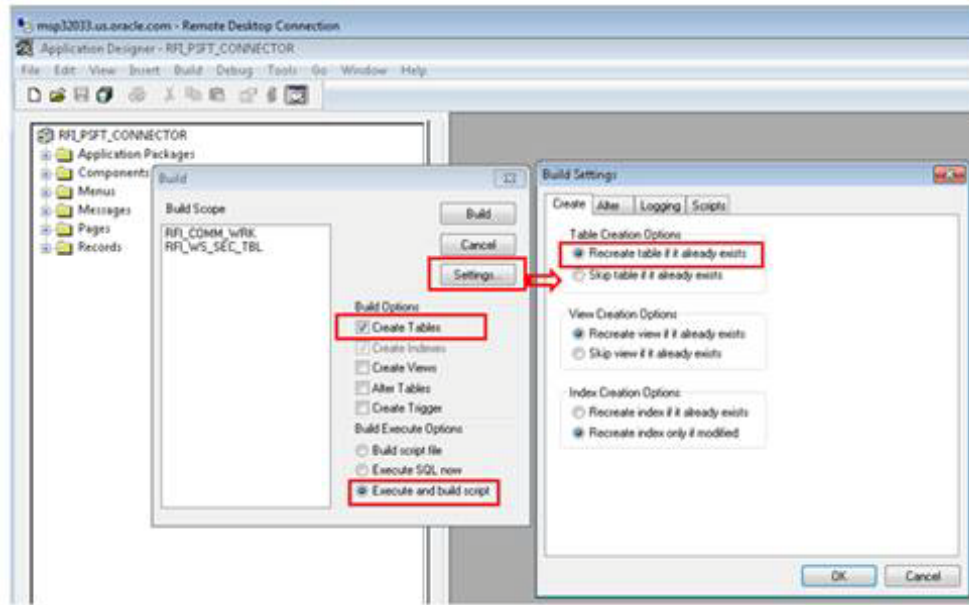 msp32033.us.oracle.com - Remote Desktop Connection
Application Designer - RFI_PSFT_CONNECTOR
File Edit View Insert Build Debug Tools Go Window Help
RFI_PSFT_CONNECTOR
Application Packages
Components
Menus
Messages
Pages
Records
Build
Build Scope
RFI_COMM_WRK
RFI_WS_SEC_TBL
Build
Cancel
Settings...
Build Options
Create Tables
Create Indexes
Create Views
Alter Tables
Create Trigger
Build Execute Options
Build script file
Execute SQL now
Execute and build script
Build Settings
Create Alter Logging Scripts
Table Creation Options
Recreate table if it already exists
Skip table if it already exists
View Creation Options
Recreate view if it already exists
Skip view if it already exists
Index Creation Options
Recreate index if it already exists
Recreate index only if modified
OK Cancel